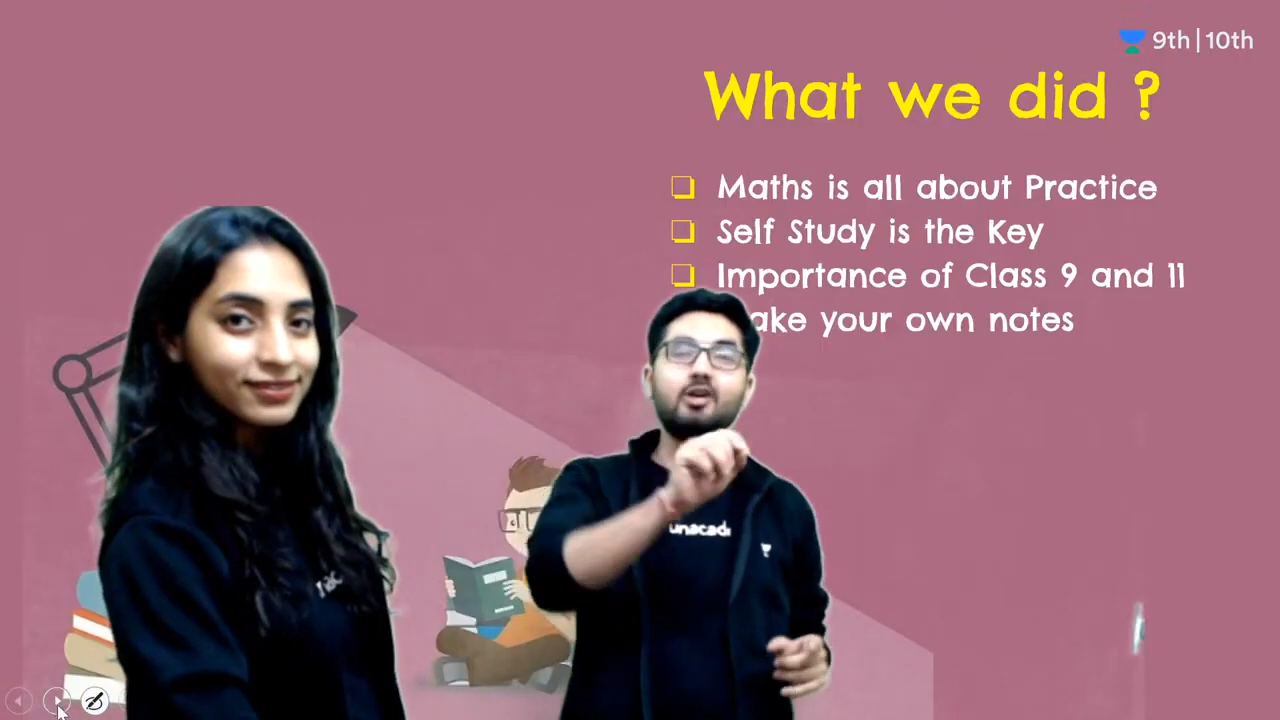 9th | 10th
What we did ?
Maths is all about Practice
Self Study is the Key
Importance of Class 9 and 11
your own notes